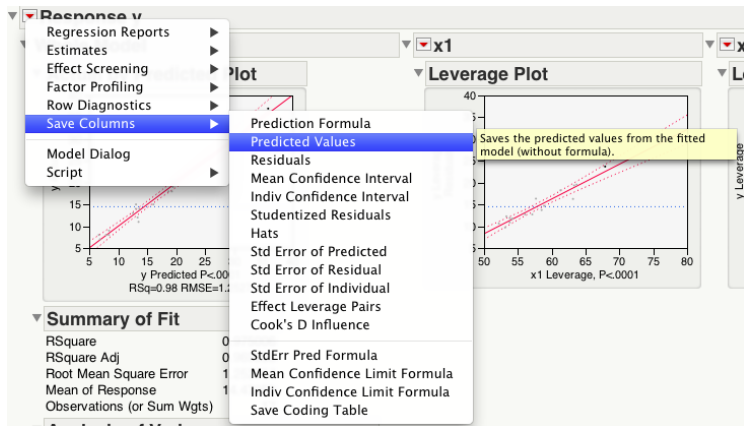 Response y
Regression Reports
Estimates
Effect Screening
Factor Profiling
Row Diagnostics
Save Columns
Model Dialog
Script
Plot
x1
Leverage Plot
Prediction Formula
Predicted Values
Residuals
Mean Confidence Interval
Indiv Confidence Interval
Studentized Residuals
Hats
Std Error of Predicted
Std Error of Residual
Std Error of Individual
Effect Leverage Pairs
Cook's D Influence
StdErr Pred Formula
Mean Confidence Limit Formula
Indiv Confidence Limit Formula
Save Coding Table
Saves the predicted values from the fitted
model (without formula).
40
15
10
5
5 10 15 20 25
y Predicted P<.00
RSq=0.98 RMSE=1.2
50 55 60 65 70 75 80
x1 Leverage, P<.0001
y Leverage
Summary of Fit
RSquare 0
RSquare Adj 0
Root Mean Square Error 1
Mean of Response 1
Observations (or Sum Wgts)